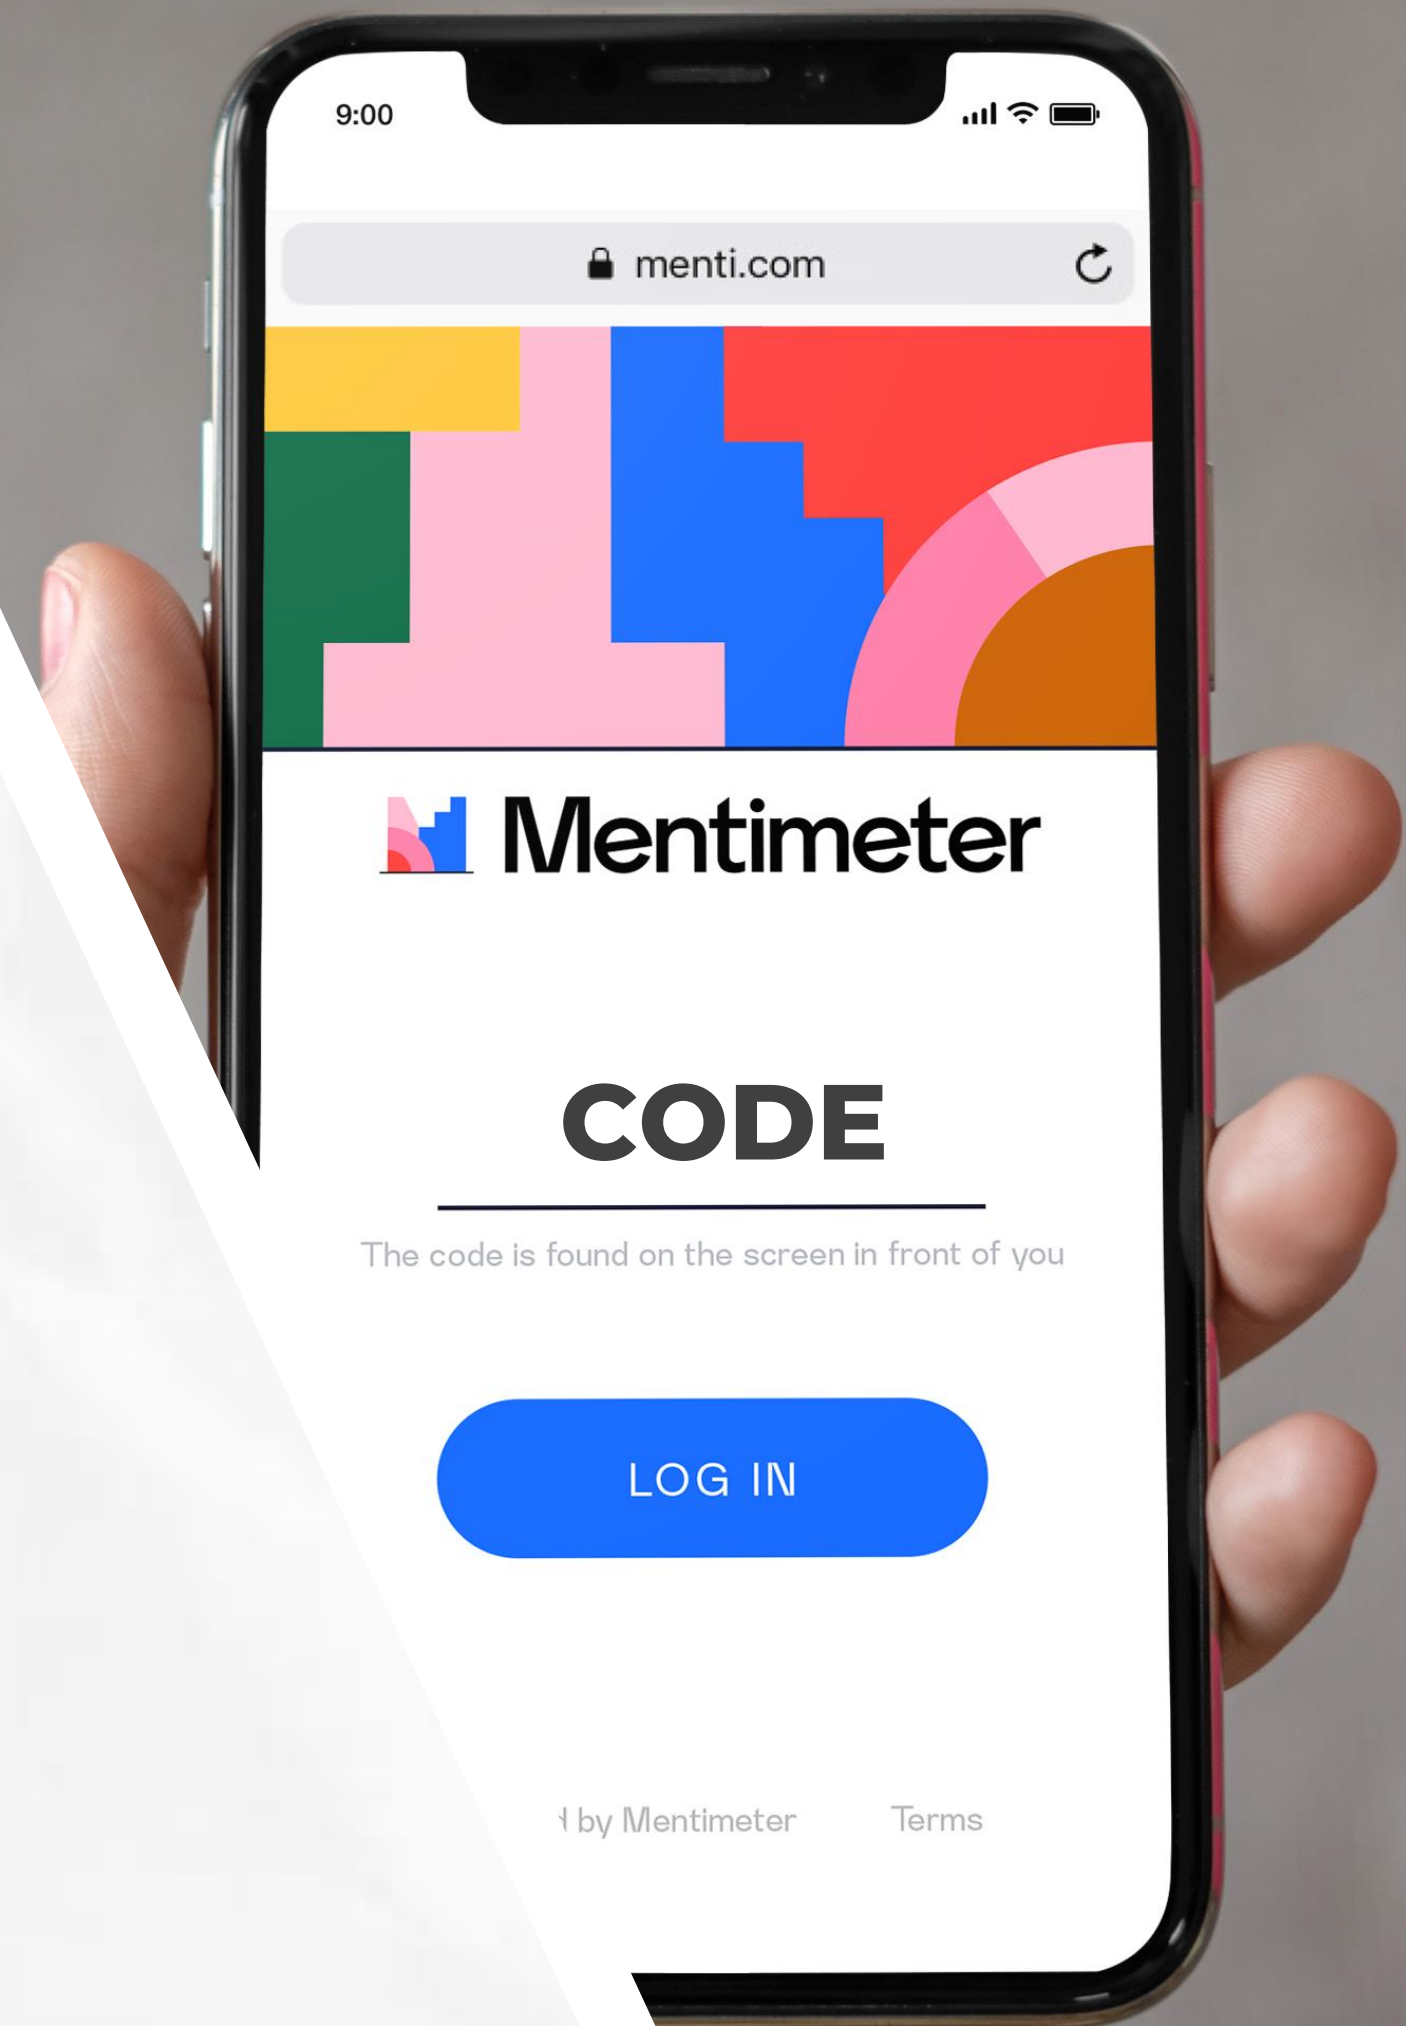 9:00
menti.com
Mentimeter
CODE
The code is found on the screen in front of you
LOG IN
by Mentimeter Terms